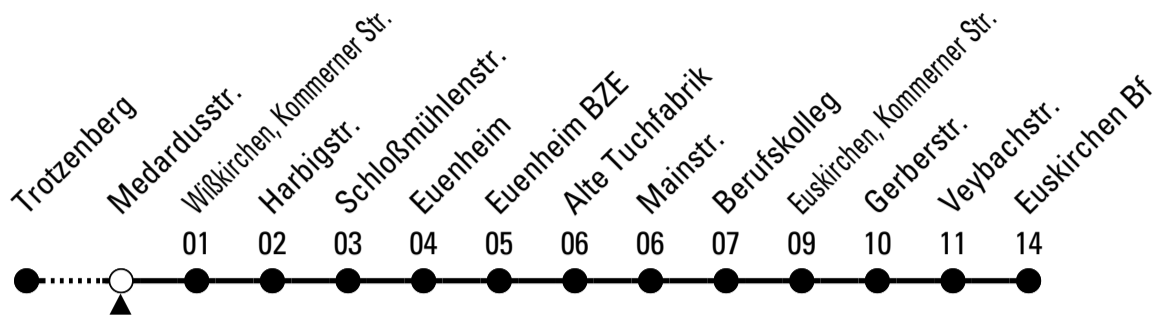 Trotzenberg
Medardusstr.
Wißkirchen, Kommerner Str.
Harbigstr.
Schloßmühlenstr.
Euenheim
Euenheim BZE
Alte Tuchfabrik
Mainstr.
Berufskolleg
Euskirchen, Kommerner Str.
Gerberstr.
Veybachstr.
Euskirchen Bf
01 02 03 04 05 06 06 07 09 10 11 14